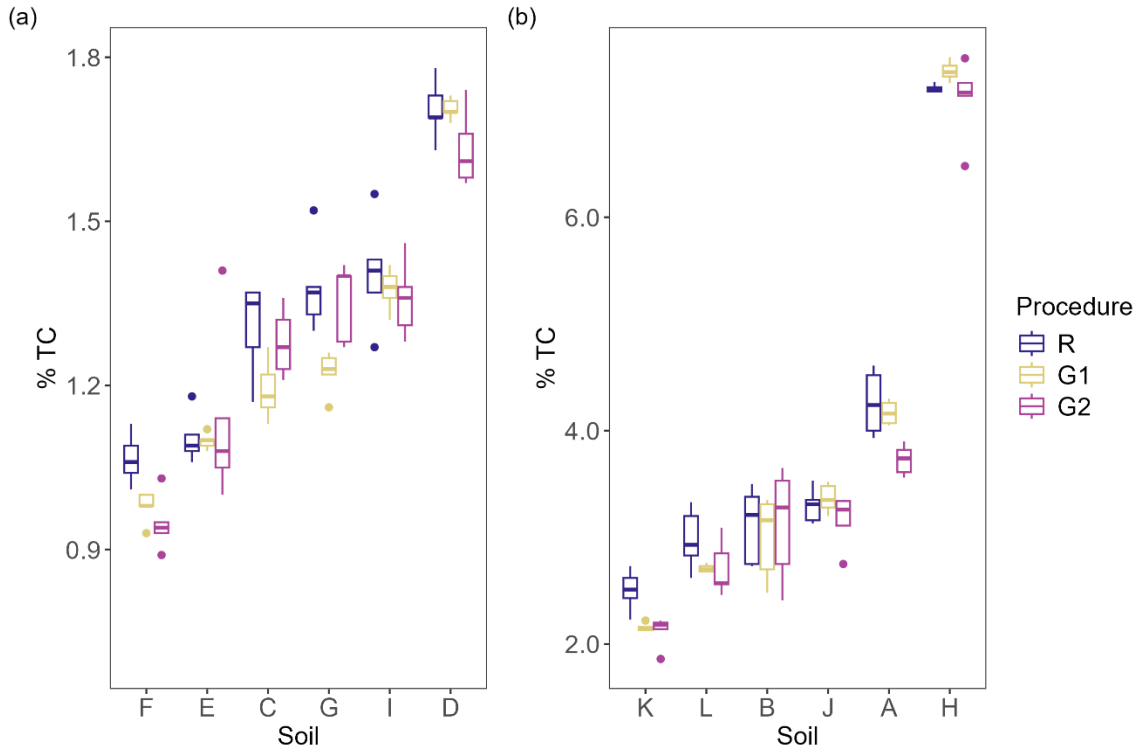 (a)
% TC
1.8
1.5
1.2
0.9
F E C G I D
Soil
(b)
% TC
6.0
4.0
2.0
K L B J A H
Soil
Procedure
R
G1
G2